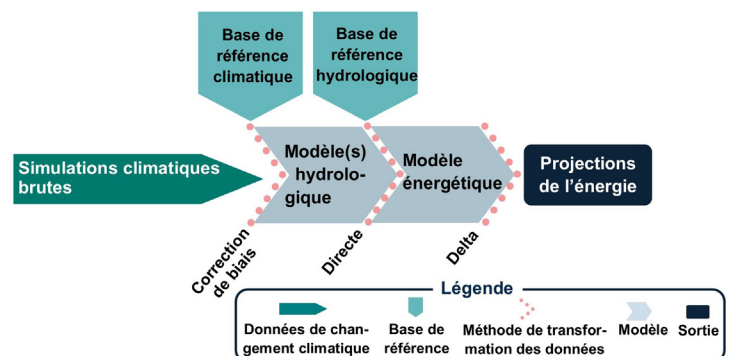 Base de
référence
climatique
Base de
référence
hydrologique
Simulations climatiques
brutes
Modèle(s)
hydrolo-
gique
Modèle
énergétique
Projections
de l’énergie
Correction
de biais
Directe
Delta
Légende
Données de chan-
gement climatique
Base de
référence
Méthode de transfor-
mation des données
Modèle
Sortie